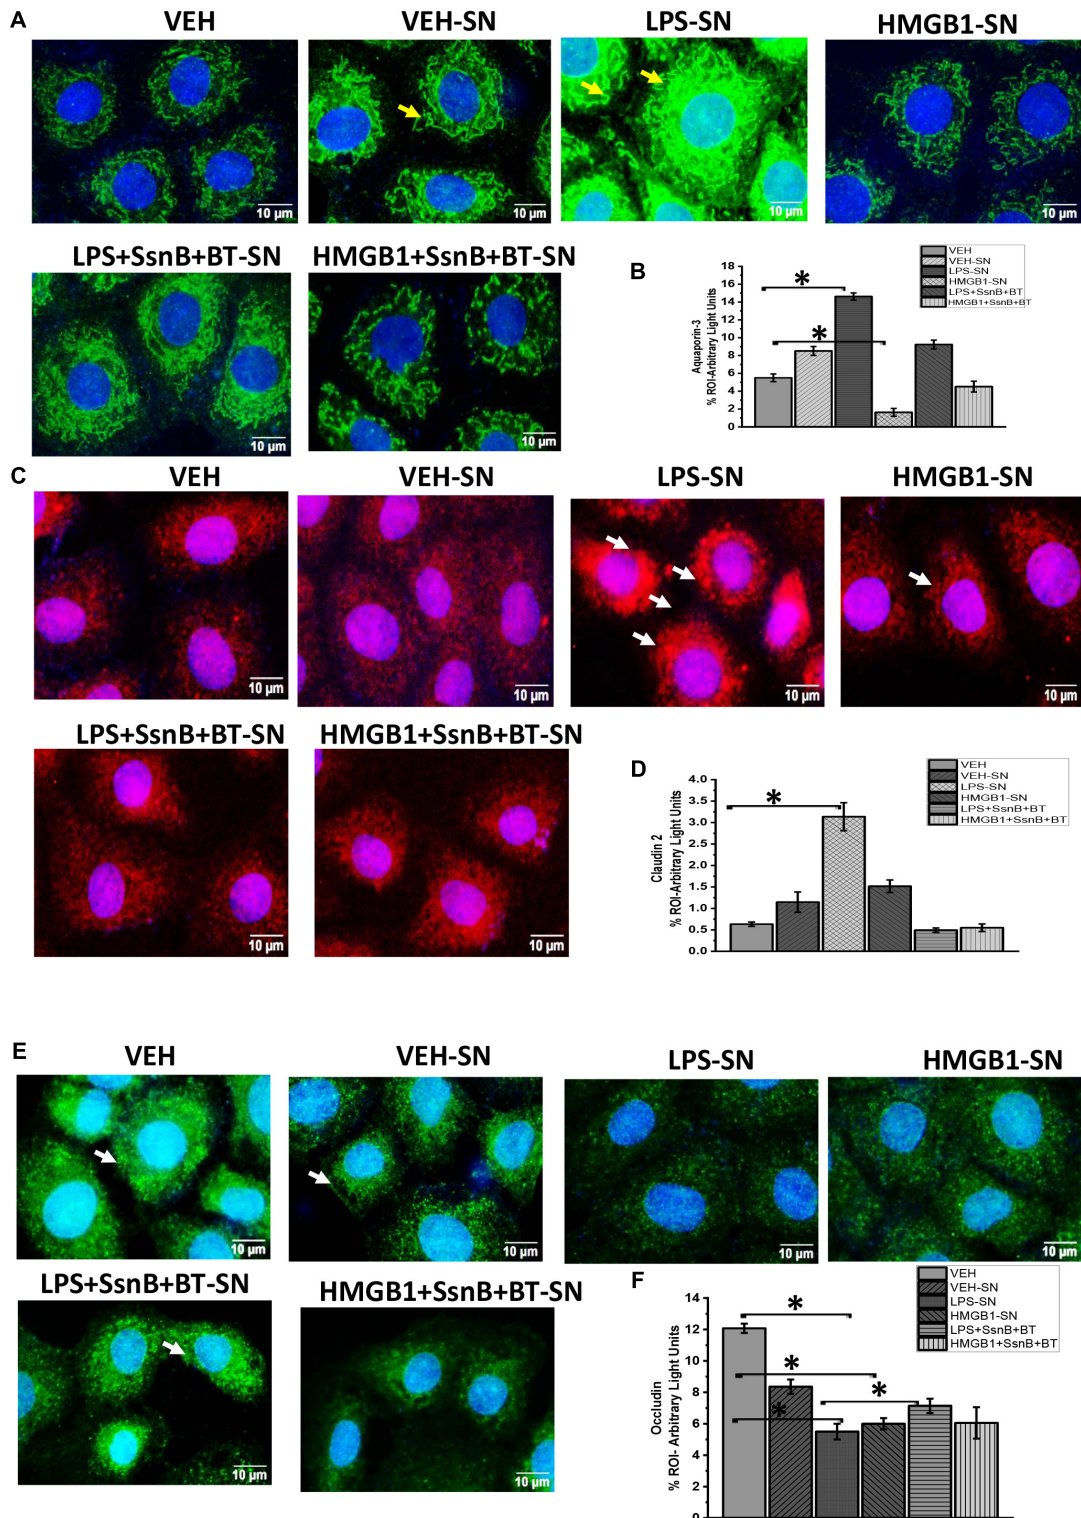 A
VEH
VEH-SN
LPS-SN
HMGB1-SN
10 µm
10 µm
10 µm
10 µm
LPS+SsnB+BT-SN
HMGB1+SsnB+BT-SN
10 µm
10 µm
B
Aquaporin-3
% ROI-Arbitrary Light Units
18
16
14
12
10
8
6
4
2
0
*
*
VEH
VEH-SN
LPS-SN
HMGB1-SN
LPS+SsnB+BT
HMGB1+SsnB+BT
C
VEH
VEH-SN
LPS-SN
HMGB1-SN
10 µm
10 µm
10 µm
10 µm
LPS+SsnB+BT-SN
HMGB1+SsnB+BT-SN
10 µm
10 µm
D
Claudin 2
% ROI-Arbitrary Light Units
4.0
3.5
3.0
2.5
2.0
1.5
1.0
0.5
0.0
*
VEH
VEH-SN
LPS-SN
HMGB1-SN
LPS+SsnB+BT
HMGB1+SsnB+BT
E
VEH
VEH-SN
LPS-SN
HMGB1-SN
10 µm
10 µm
10 µm
10 µm
LPS+SsnB+BT-SN
HMGB1+SsnB+BT-SN
10 µm
10 µm
F
Occludin
% ROI- Arbitrary Light Units
14
12
10
8
6
4
2
0
*
*
*
*
VEH
VEH-SN
LPS-SN
HMGB1-SN
LPS+SsnB+BT
HMGB1+SsnB+BT